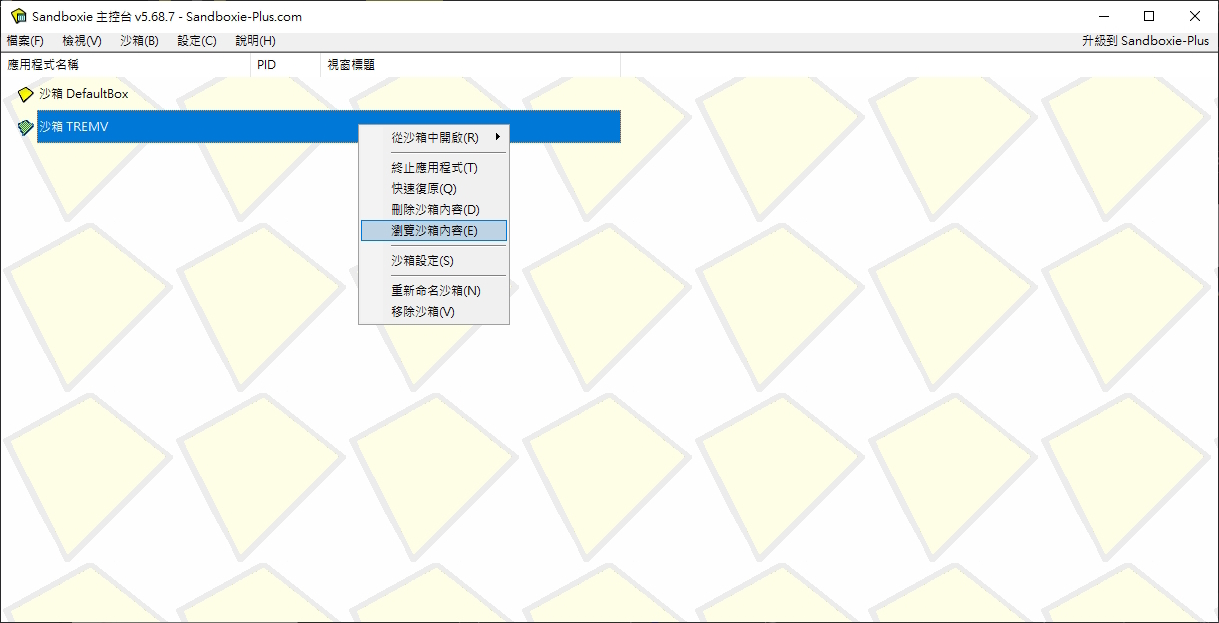 Sandboxie 主控台 v5.68.7 - Sandboxie-Plus.com
檔案(F) 檢視(V) 沙箱(B) 設定(C) 說明(H) 升級到 Sandboxie-Plus
應用程式名稱 PID 視窗標題
沙箱 DefaultBox
沙箱 TREMV
從沙箱中開啟(R)
終止應用程式(T)
快速復原(Q)
刪除沙箱內容(D)
瀏覽沙箱內容(E)
沙箱設定(S)
重新命名沙箱(N)
移除沙箱(V)